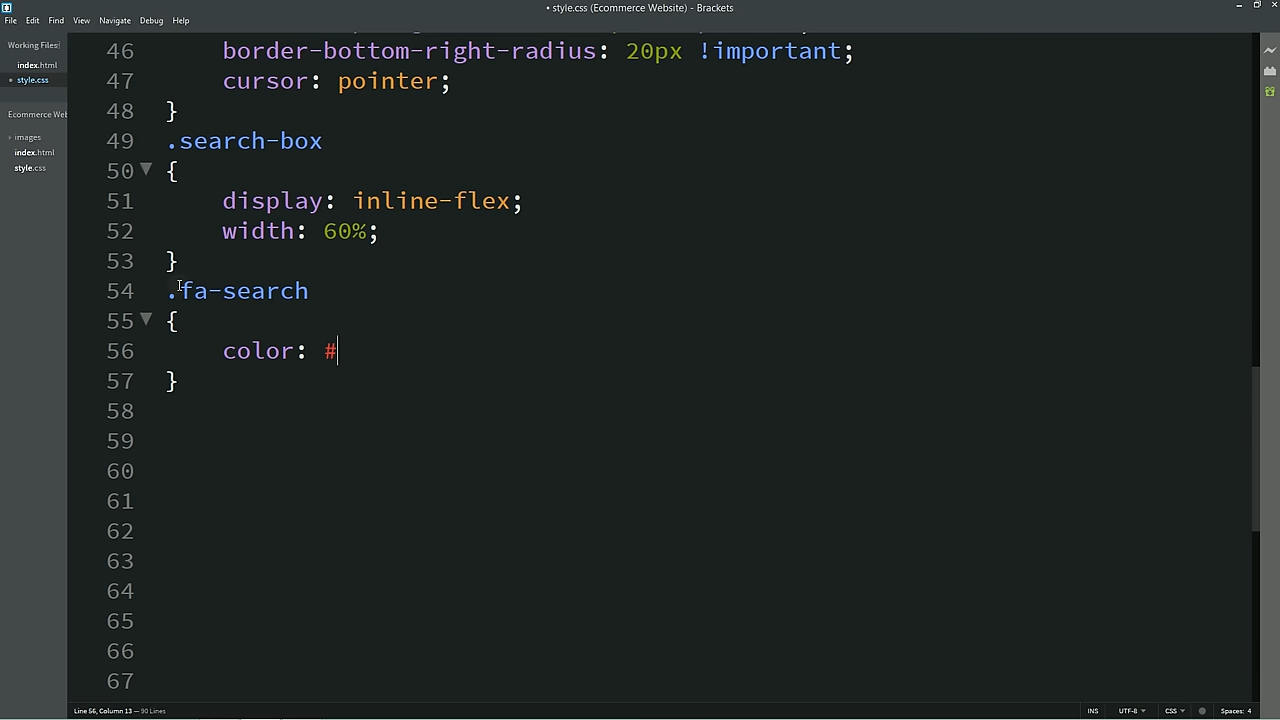 • style.css (Ecommerce Website) - Brackets
File Edit Find View Navigate Debug Help
Working Files
index.html
• style.css
Ecommerce Web
images
index.html
style.css
46 border-bottom-right-radius: 20px !important;
47 cursor: pointer;
48 }
49 .search-box
50 {
51 display: inline-flex;
52 width: 60%;
53 }
54 .fa-search
55 {
56 color: #
57 }
58
59
60
61
62
63
64
65
66
67
Line 56, Column 13 — 90 Lines
INS UTF-8 CSS Spaces: 4